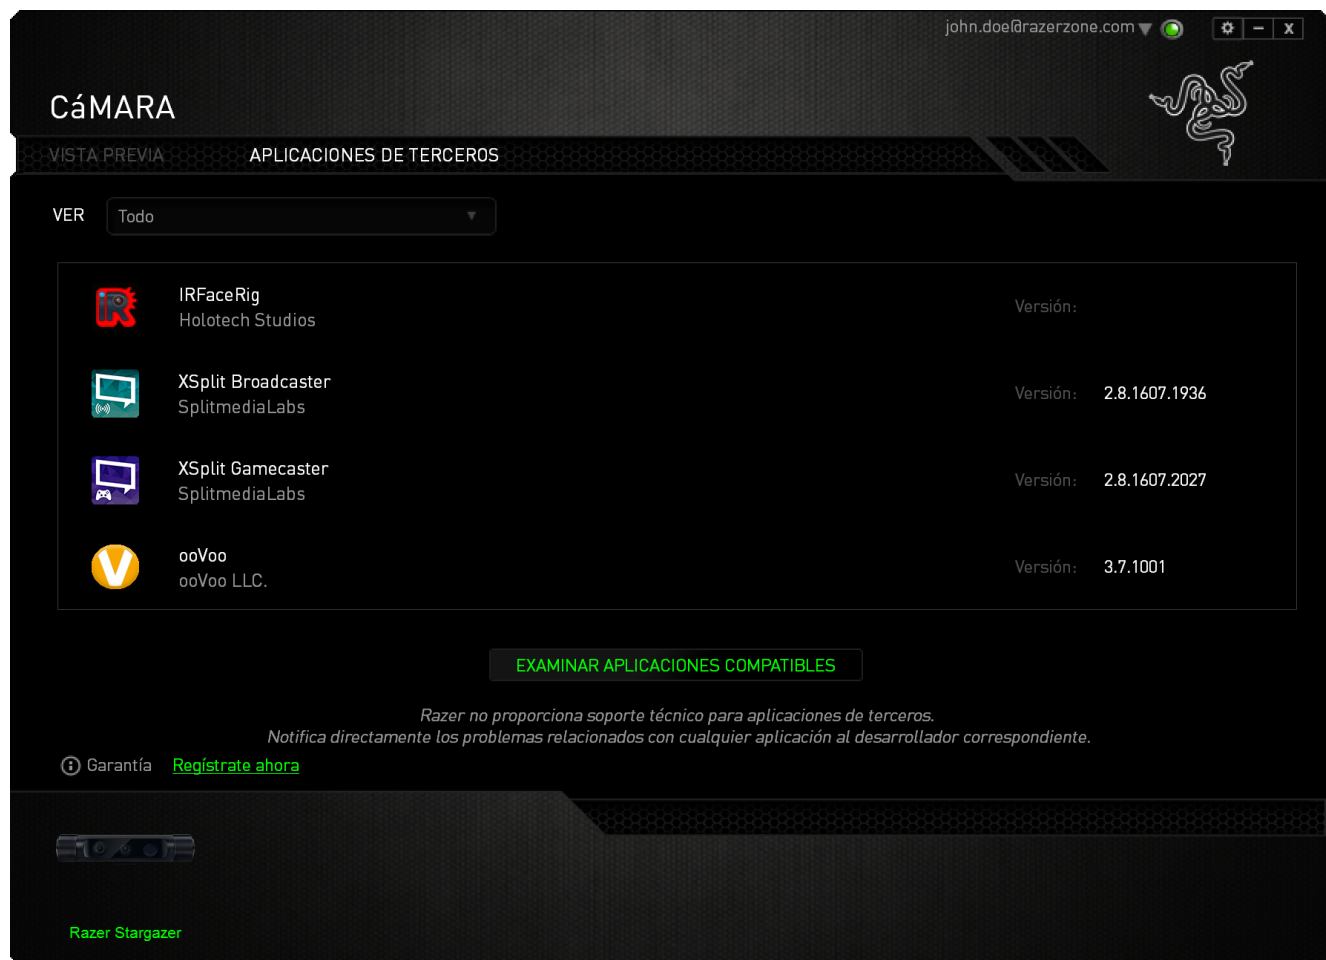 john.doe@razerzone.com
CáMARA
VISTA PREVIA APLICACIONES DE TERCEROS
VER Todo
IRFaceRig
Holotech Studios
Versión:
XSplit Broadcaster
SplitmediaLabs
Versión: 2.8.1607.1936
XSplit Gamecaster
SplitmediaLabs
Versión: 2.8.1607.2027
ooVoo
ooVoo LLC.
Versión: 3.7.1001
EXAMINAR APLICACIONES COMPATIBLES
Razer no proporciona soporte técnico para aplicaciones de terceros.
Notifica directamente los problemas relacionados con cualquier aplicación al desarrollador correspondiente.
Garantía Regístrate ahora
Razer Stargazer